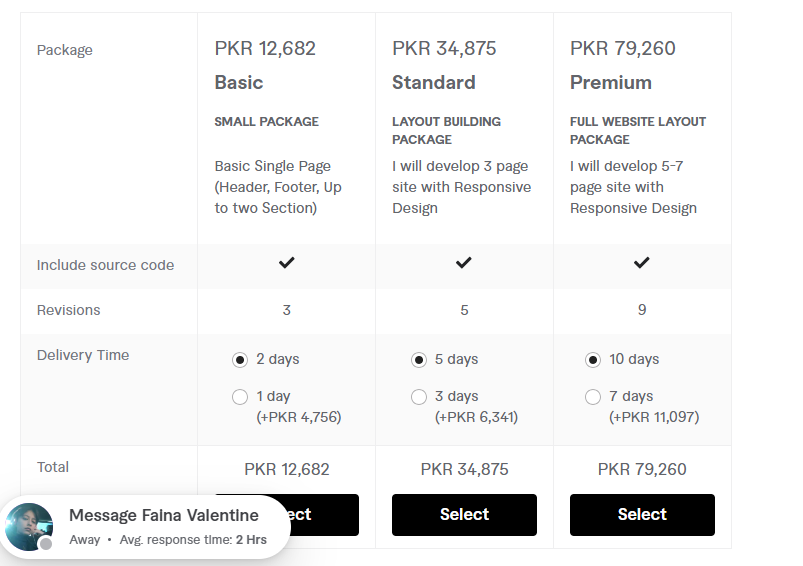 Package
PKR 12,682
Basic
SMALL PACKAGE
Basic Single Page
(Header, Footer, Up
to two Section)
PKR 34,875
Standard
LAYOUT BUILDING
PACKAGE
I will develop 3 page
site with Responsive
Design
PKR 79,260
Premium
FULL WEBSITE LAYOUT
PACKAGE
I will develop 5-7
page site with
Responsive Design
Include source code
Revisions
3
5
9
Delivery Time
2 days
1 day
(+PKR 4,756)
5 days
3 days
(+PKR 6,341)
10 days
7 days
(+PKR 11,097)
Total
PKR 12,682
PKR 34,875
PKR 79,260
ect
Select
Select
Message Faina Valentine
Away • Avg. response time: 2 Hrs